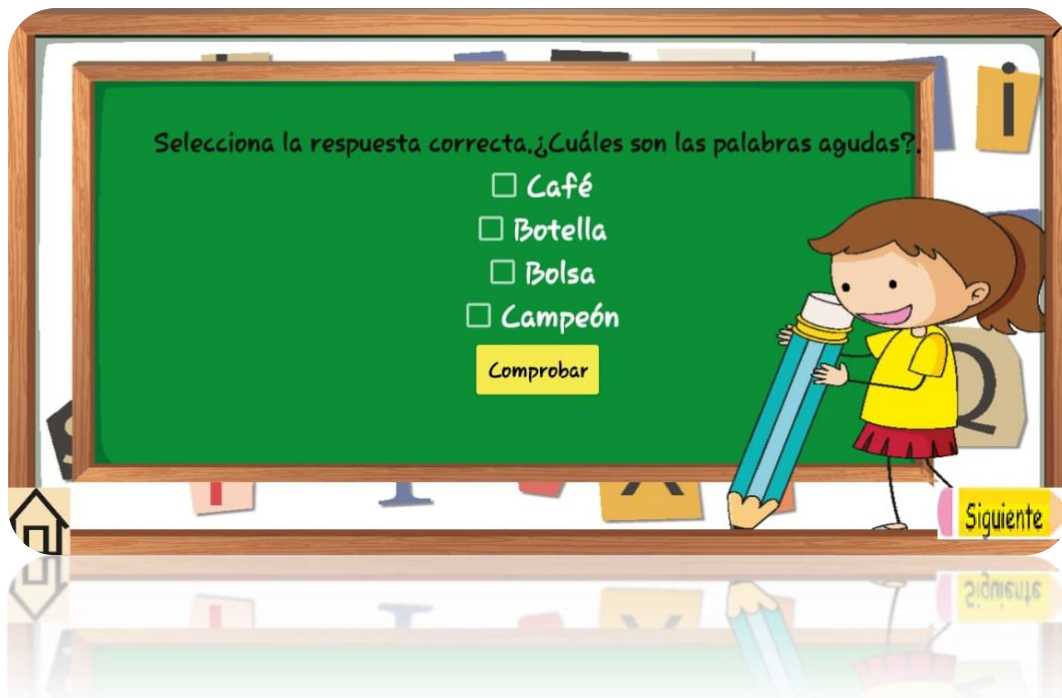 Selecciona la respuesta correcta.¿Cuáles son las palabras agudas?.
Café
Botella
Bolsa
Campeón
Comprobar
Siguiente